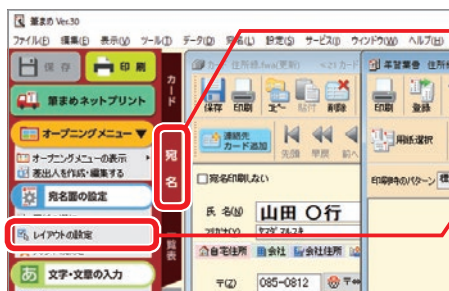 筆まめ Ver.30
ファイル(F) 編集(E) 表示(V) ツール(T) データ(D) 宛名(L) 設定(S) サービス(I) ウィンドウ(W) ヘルプ(H)
保存
印刷
筆まめネットプリント
オープニングメニュー ▼
オープニングメニューの表示
差出人を作成・編集する
宛名面の設定
レイアウトの設定
文字・文章の入力
カード
宛名
一覧表
保存 印刷 コピー 貼付 削除
連絡先
カード追加
先頭 早戻 前へ
宛名印刷しない
氏名(N) 山田 〇行
フリガナ(Y) ヤマダ マルユキ
自宅住所 会社 会社住所
〒(Z) 085-0812
印刷 登録
用紙選択
印刷時のパターン 標